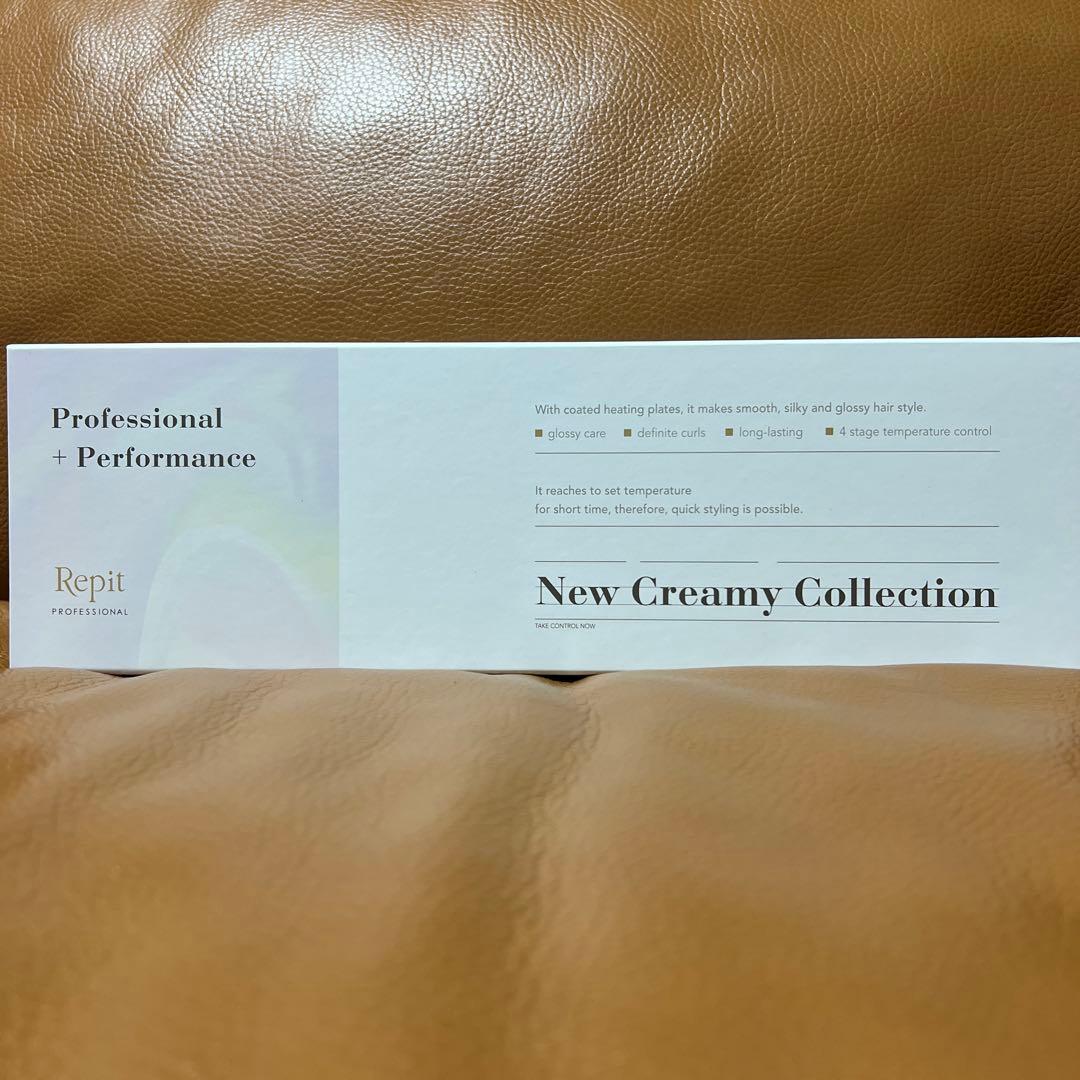 Professional
+ Performance
Repit
PROFESSIONAL
With coated heating plates, it makes smooth, silky and glossy hair style.
■ glossy care ■ definite curls ■ long-lasting ■ 4 stage temperature control
It reaches to set temperature
for short time, therefore, quick styling is possible.
New Creamy Collection
TAKE CONTROL NOW